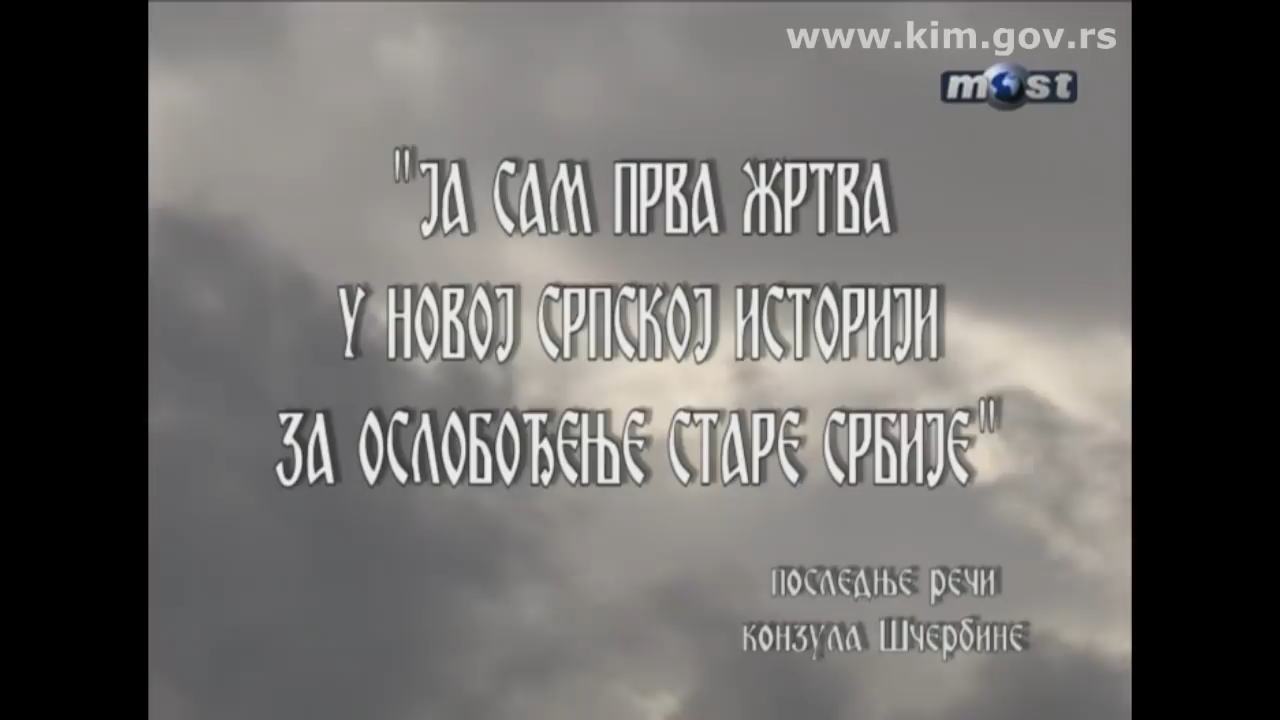 www.kim.gov.rs
most
"ЈА САМ ПРВА ЖРТВА
У НОВОЈ СРПСКОЈ ИСТОРИЈИ
ЗА ОСЛОБОЂЕЊЕ СТАРЕ СРБИЈЕ"
последње речи
конзула Шчербине